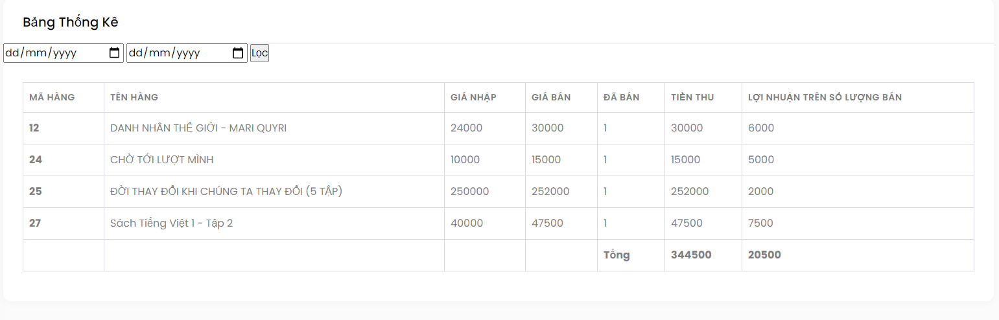 Bảng Thống Kê
dd/mm/yyyy dd/mm/yyyy Lọc
MÃ HÀNG TÊN HÀNG GIÁ NHẬP GIÁ BÁN ĐÃ BÁN TIỀN THU LỢI NHUẬN TRÊN SỐ LƯỢNG BÁN
12 DANH NHÂN THẾ GIỚI - MARI QUYRI 24000 30000 1 30000 6000
24 CHỜ TỚI LƯỢT MÌNH 10000 15000 1 15000 5000
25 ĐỜI THAY ĐỔI KHI CHÚNG TA THAY ĐỔI (5 TẬP) 250000 252000 1 252000 2000
27 Sách Tiếng Việt 1 - Tập 2 40000 47500 1 47500 7500
Tổng 344500 20500